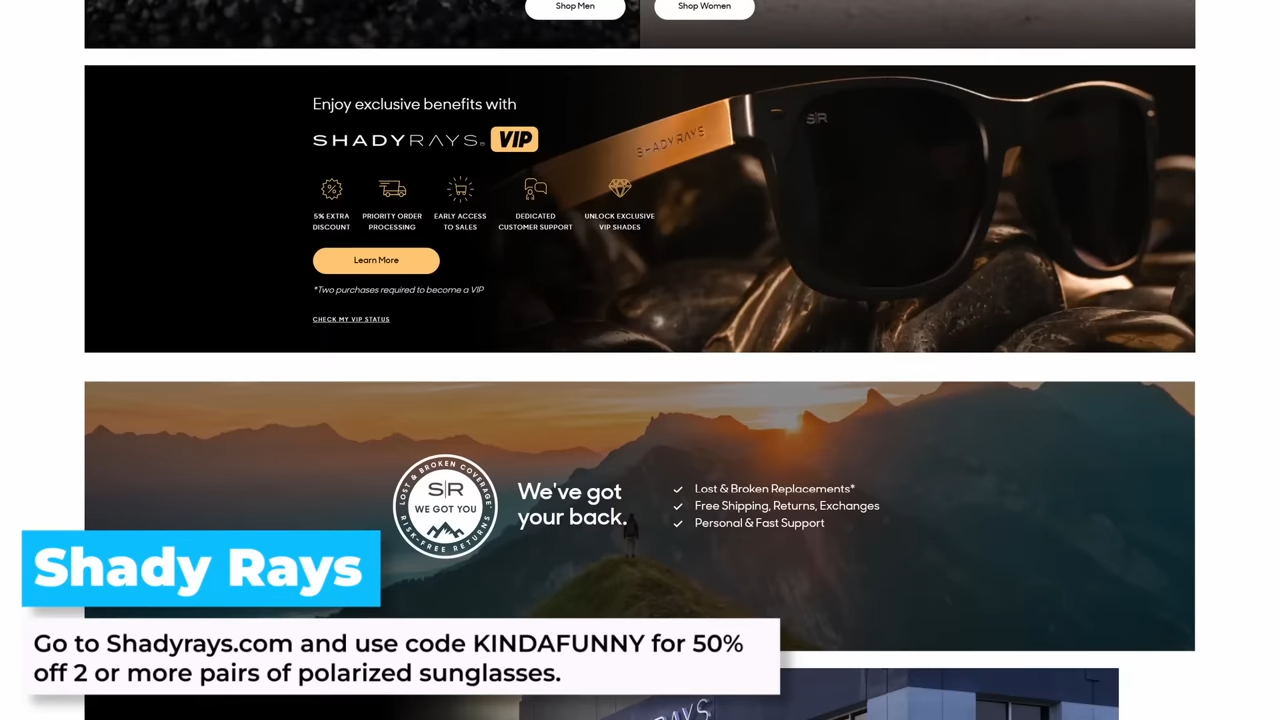 Shop Men
Shop Women
Enjoy exclusive benefits with
SHADYRAYS® VIP
5% EXTRA DISCOUNT
PRIORITY ORDER PROCESSING
EARLY ACCESS TO SALES
DEDICATED CUSTOMER SUPPORT
UNLOCK EXCLUSIVE VIP SHADES
Learn More
*Two purchases required to become a VIP
CHECK MY VIP STATUS
SHADYRAYS
S|R
LOST & BROKEN COVERAGE*
S|R
WE GOT YOU
RISK-FREE RETURNS
We've got
your back.
Lost & Broken Replacements*
Free Shipping, Returns, Exchanges
Personal & Fast Support
Shady Rays
Go to Shadyrays.com and use code KINDAFUNNY for 50%
off 2 or more pairs of polarized sunglasses.